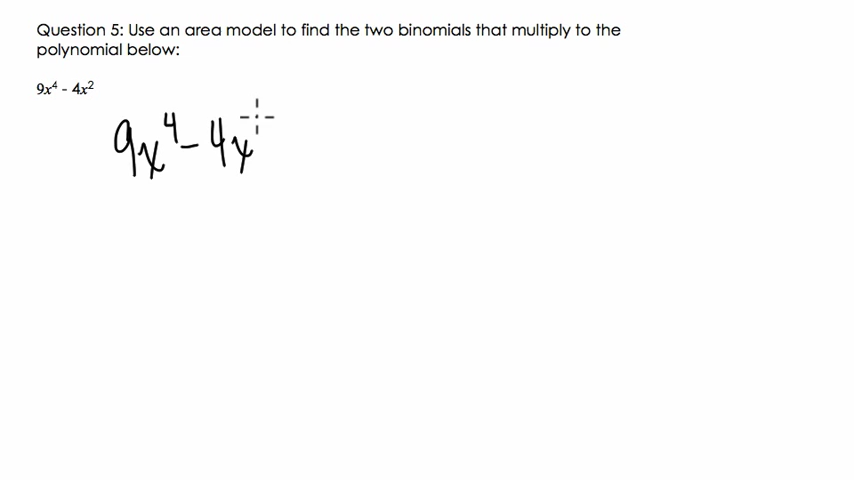 Question 5: Use an area model to find the two binomials that multiply to the
polynomial below:
9x⁴ - 4x²
9x⁴ - 4x